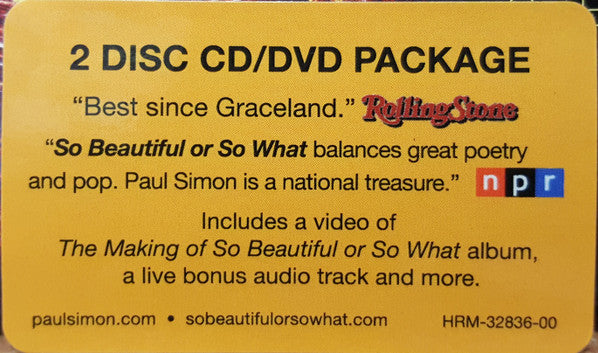 2 DISC CD/DVD PACKAGE
“Best since Graceland.” RollingStone
“So Beautiful or So What balances great poetry
and pop. Paul Simon is a national treasure.” npr
Includes a video of
The Making of So Beautiful or So What album,
a live bonus audio track and more.
paulsimon.com • sobeautifulorsowhat.com HRM-32836-00